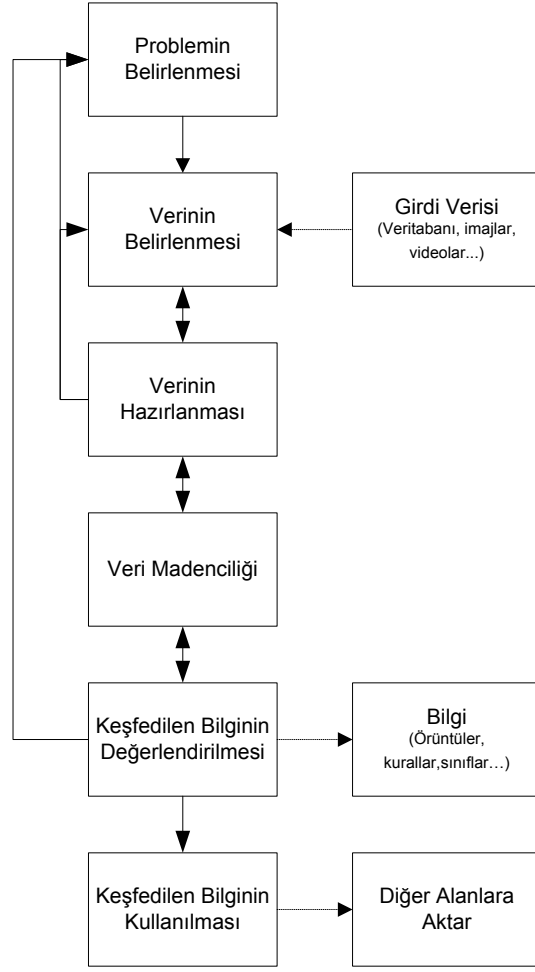 Problemin
Belirlenmesi
Verinin
Belirlenmesi
Girdi Verisi
(Veritabanı, imajlar,
videolar...)
Verinin
Hazırlanması
Veri Madenciliği
Keşfedilen Bilginin
Değerlendirilmesi
Bilgi
(Örüntüler,
kurallar,sınıflar…)
Keşfedilen Bilginin
Kullanılması
Diğer Alanlara
Aktar